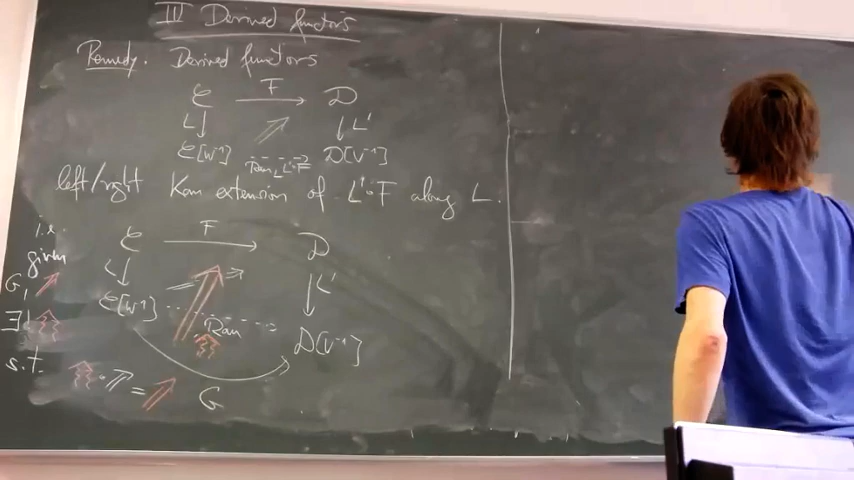 III Derived functors
Remedy. Derived functors
C F D
L L'
C[W⁻¹] Ran_L L'∘F D[V⁻¹]
left/right Kan extension of L'∘F along L.
i.e. C F D
given L ⇒ L'
G, C[W⁻¹] Ran D[V⁻¹]
∃!
s.t. = G